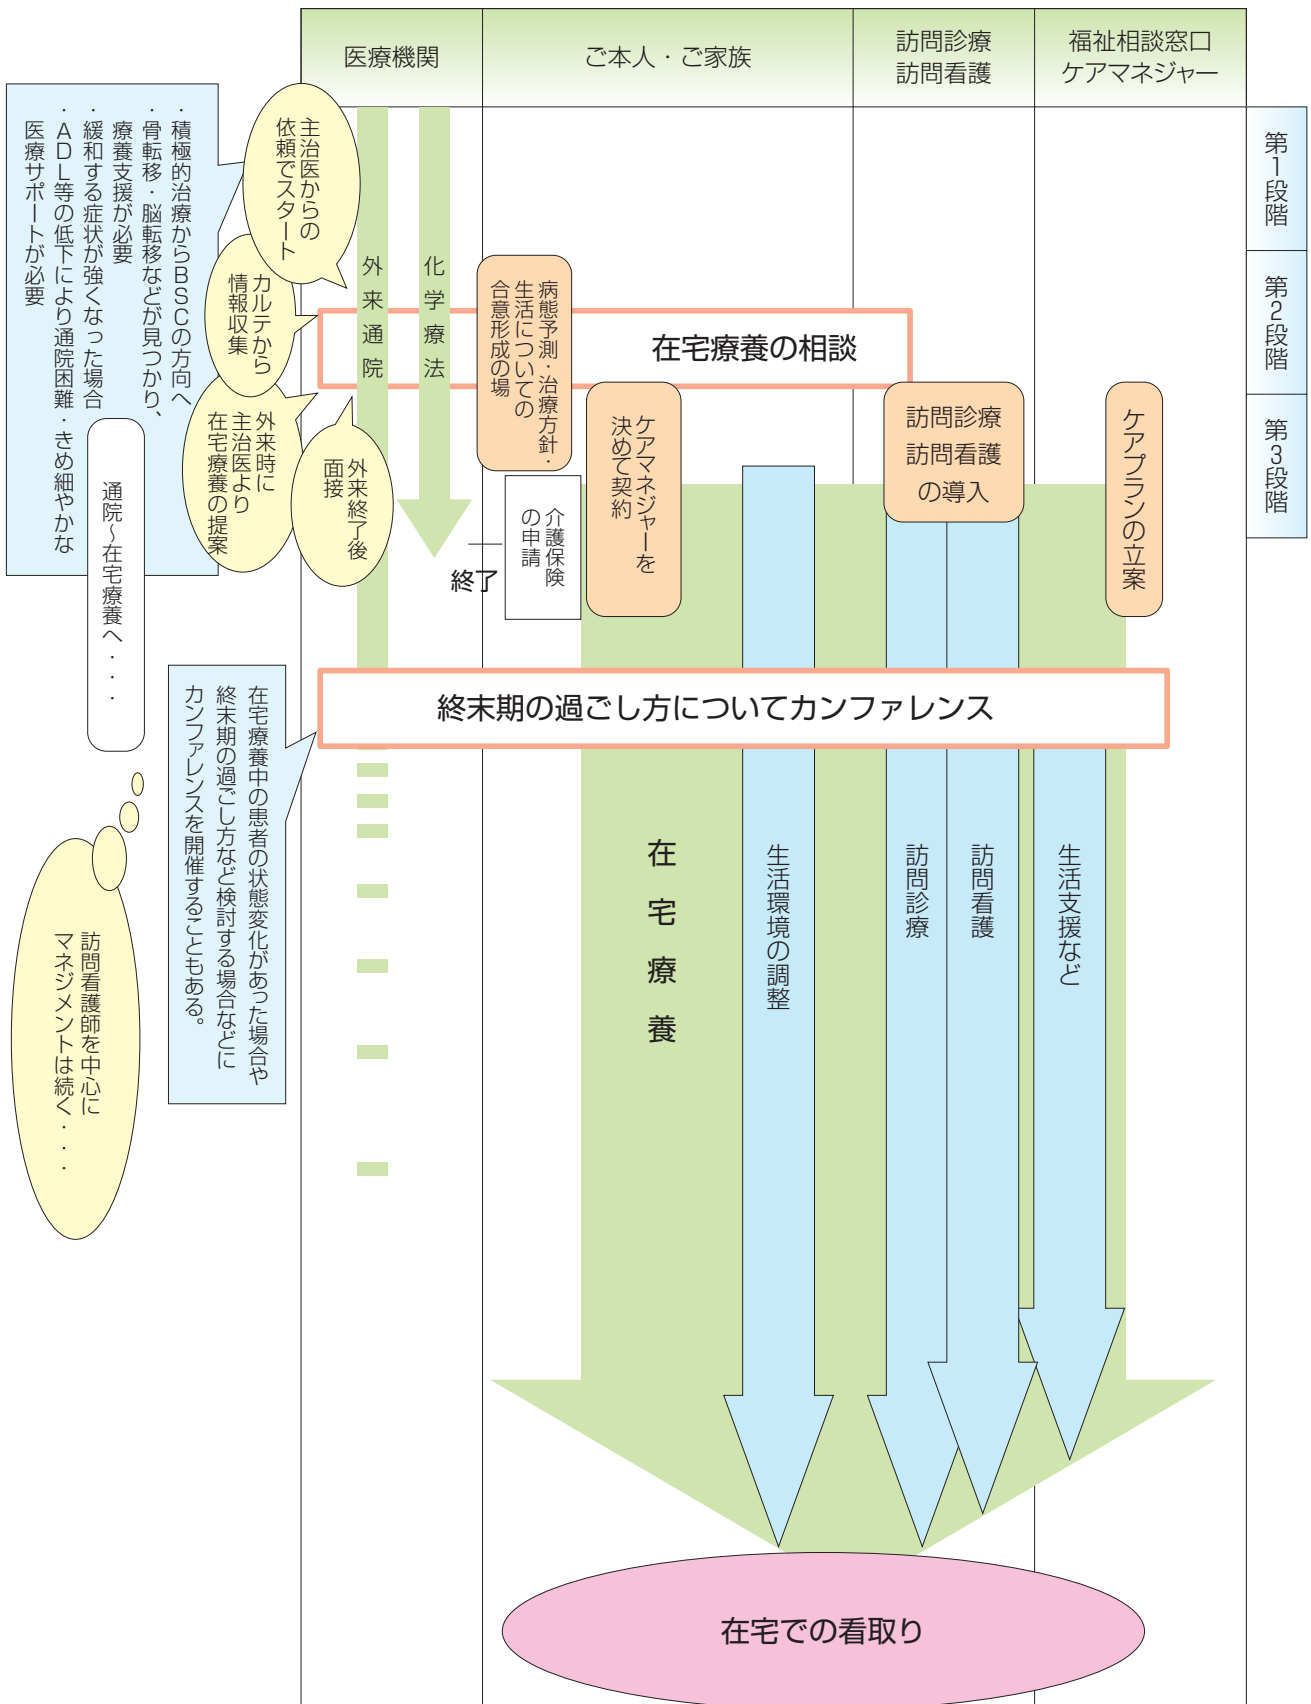 医療機関
ご本人・ご家族
訪問診療
訪問看護
福祉相談窓口
ケアマネジャー
第1段階
第2段階
第3段階
・積極的治療からBSCの方向へ
・骨転移・脳転移などが見つかり、
療養支援が必要
・緩和する症状が強くなった場合
・ADL等の低下により通院困難・きめ細やかな
医療サポートが必要
主治医からの
依頼でスタート
カルテから
情報収集
外来時に
主治医より
在宅療養の提案
外来終了後
面接
外来通院
化学療法
終了
在宅療養の相談
病態予測・治療方針・
生活についての
合意形成の場
介護保険
の申請
ケアマネジャーを
決めて契約
訪問診療
訪問看護
の導入
ケアプランの立案
通院〜在宅療養へ・・・
終末期の過ごし方についてカンファレンス
在宅療養中の患者の状態変化があった場合や
終末期の過ごし方など検討する場合などに
カンファレンスを開催することもある。
訪問看護師を中心に
マネジメントは続く・・・
在宅療養
生活環境の調整
訪問診療
訪問看護
生活支援など
在宅での看取り